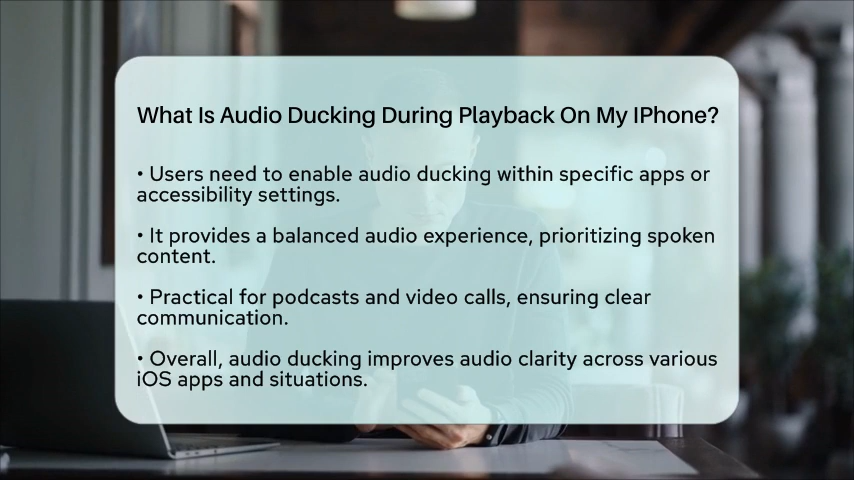 What Is Audio Ducking During Playback On My IPhone?
• Users need to enable audio ducking within specific apps or
accessibility settings.
• It provides a balanced audio experience, prioritizing spoken
content.
• Practical for podcasts and video calls, ensuring clear
communication.
• Overall, audio ducking improves audio clarity across various
iOS apps and situations.